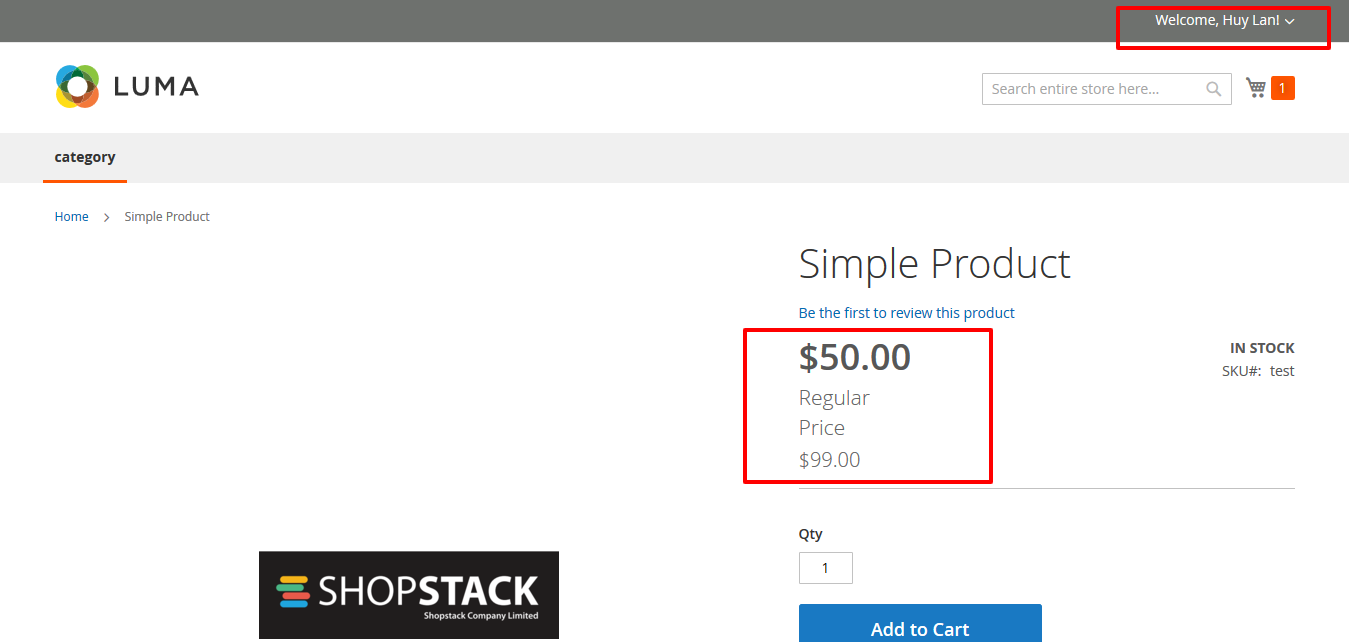 Welcome, Huy Lan!
LUMA
Search entire store here...
1
category
Home
Simple Product
Simple Product
Be the first to review this product
$50.00
IN STOCK
SKU#: test
Regular
Price
$99.00
Qty
1
Add to Cart
SHOPSTACK
Shopstack Company Limited